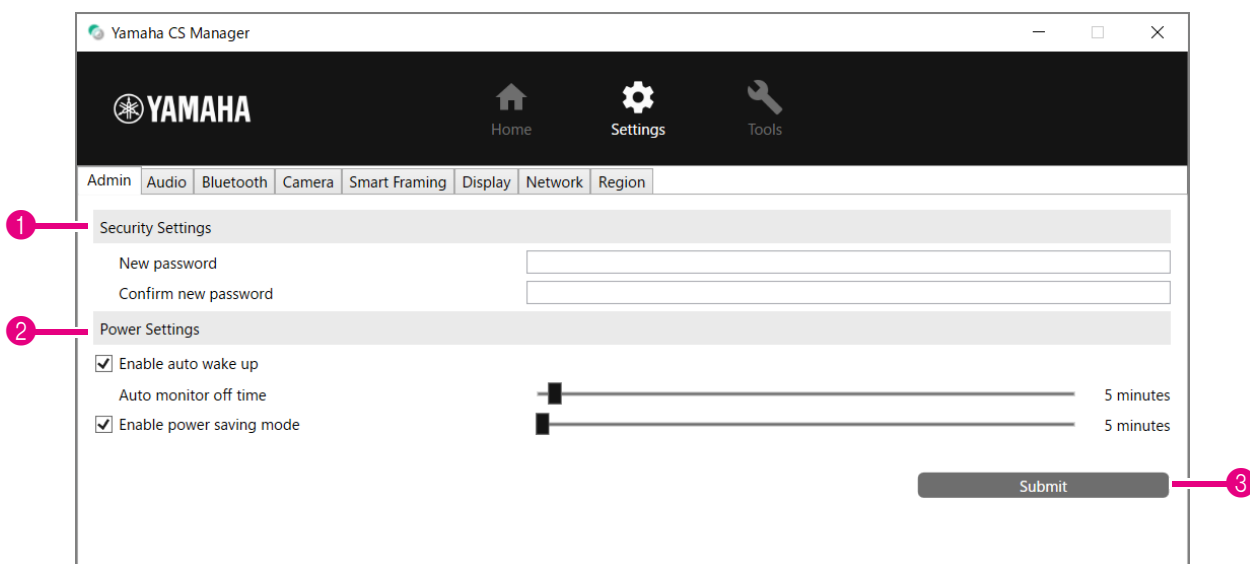 Yamaha CS Manager
YAMAHA
Home Settings Tools
Admin Audio Bluetooth Camera Smart Framing Display Network Region
1 Security Settings
New password
Confirm new password
2 Power Settings
Enable auto wake up
Auto monitor off time 5 minutes
Enable power saving mode 5 minutes
Submit 3